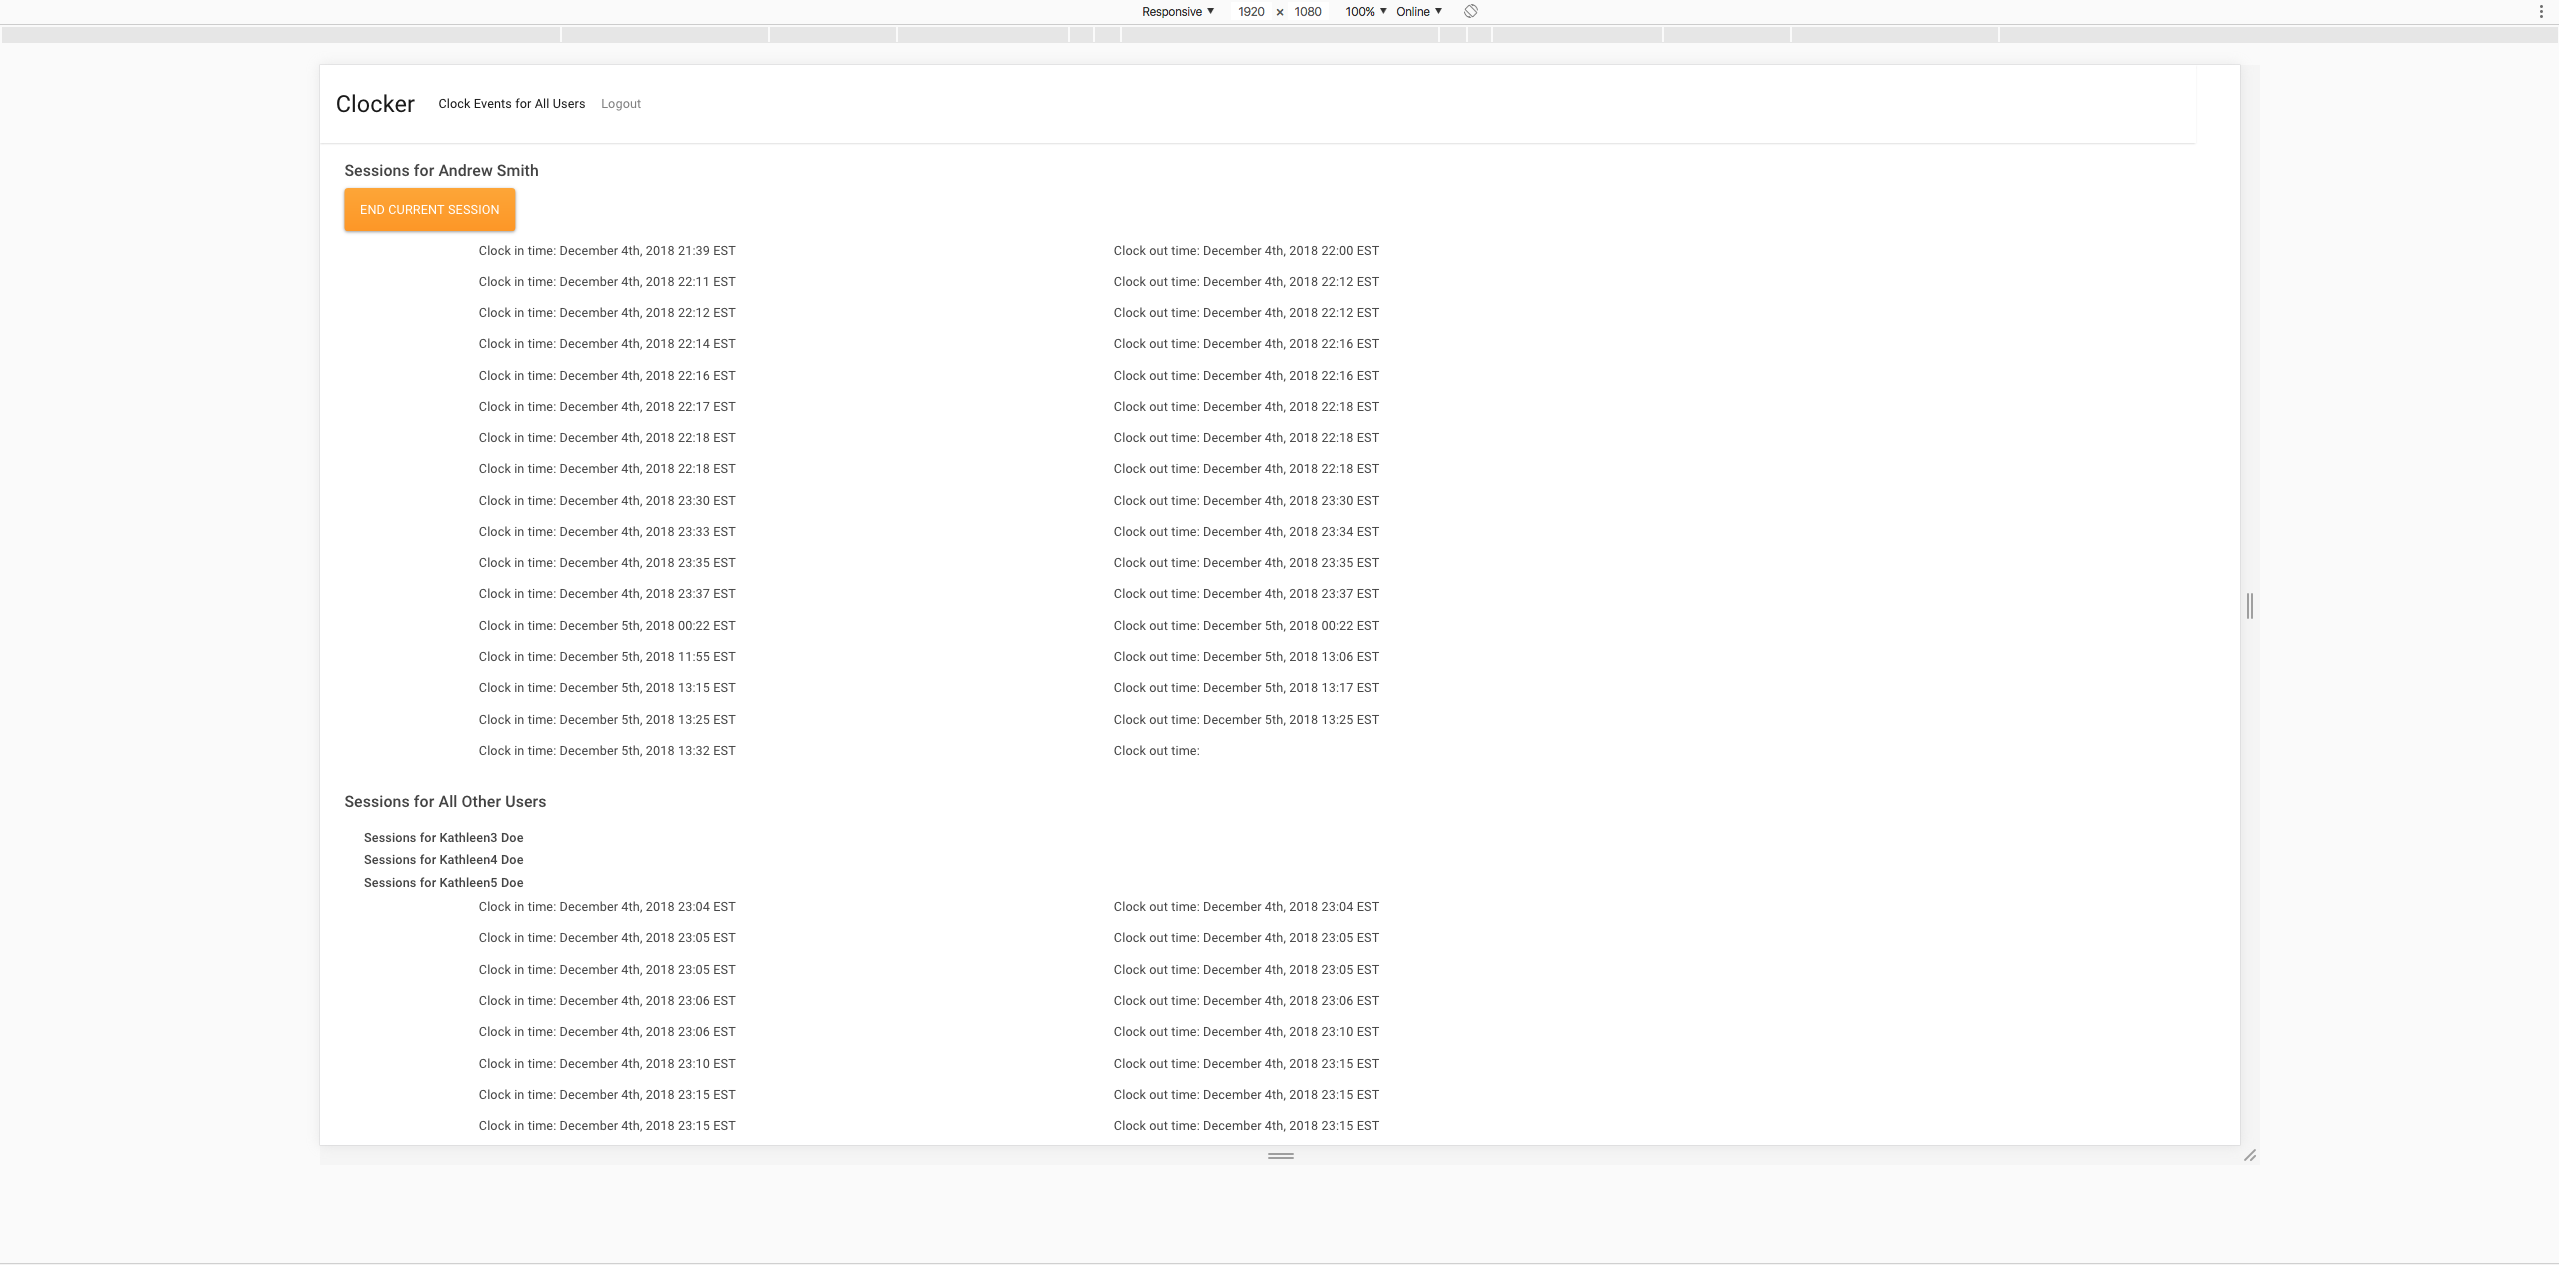 Responsive ▼ 1920 × 1080 100% ▼ Online ▼
Clocker Clock Events for All Users Logout
Sessions for Andrew Smith
END CURRENT SESSION
Clock in time: December 4th, 2018 21:39 EST Clock out time: December 4th, 2018 22:00 EST
Clock in time: December 4th, 2018 22:11 EST Clock out time: December 4th, 2018 22:12 EST
Clock in time: December 4th, 2018 22:12 EST Clock out time: December 4th, 2018 22:12 EST
Clock in time: December 4th, 2018 22:14 EST Clock out time: December 4th, 2018 22:16 EST
Clock in time: December 4th, 2018 22:16 EST Clock out time: December 4th, 2018 22:16 EST
Clock in time: December 4th, 2018 22:17 EST Clock out time: December 4th, 2018 22:18 EST
Clock in time: December 4th, 2018 22:18 EST Clock out time: December 4th, 2018 22:18 EST
Clock in time: December 4th, 2018 22:18 EST Clock out time: December 4th, 2018 22:18 EST
Clock in time: December 4th, 2018 23:30 EST Clock out time: December 4th, 2018 23:30 EST
Clock in time: December 4th, 2018 23:33 EST Clock out time: December 4th, 2018 23:34 EST
Clock in time: December 4th, 2018 23:35 EST Clock out time: December 4th, 2018 23:35 EST
Clock in time: December 4th, 2018 23:37 EST Clock out time: December 4th, 2018 23:37 EST
Clock in time: December 5th, 2018 00:22 EST Clock out time: December 5th, 2018 00:22 EST
Clock in time: December 5th, 2018 11:55 EST Clock out time: December 5th, 2018 13:06 EST
Clock in time: December 5th, 2018 13:15 EST Clock out time: December 5th, 2018 13:17 EST
Clock in time: December 5th, 2018 13:25 EST Clock out time: December 5th, 2018 13:25 EST
Clock in time: December 5th, 2018 13:32 EST Clock out time:
Sessions for All Other Users
Sessions for Kathleen3 Doe
Sessions for Kathleen4 Doe
Sessions for Kathleen5 Doe
Clock in time: December 4th, 2018 23:04 EST Clock out time: December 4th, 2018 23:04 EST
Clock in time: December 4th, 2018 23:05 EST Clock out time: December 4th, 2018 23:05 EST
Clock in time: December 4th, 2018 23:05 EST Clock out time: December 4th, 2018 23:05 EST
Clock in time: December 4th, 2018 23:06 EST Clock out time: December 4th, 2018 23:06 EST
Clock in time: December 4th, 2018 23:06 EST Clock out time: December 4th, 2018 23:10 EST
Clock in time: December 4th, 2018 23:10 EST Clock out time: December 4th, 2018 23:15 EST
Clock in time: December 4th, 2018 23:15 EST Clock out time: December 4th, 2018 23:15 EST
Clock in time: December 4th, 2018 23:15 EST Clock out time: December 4th, 2018 23:15 EST